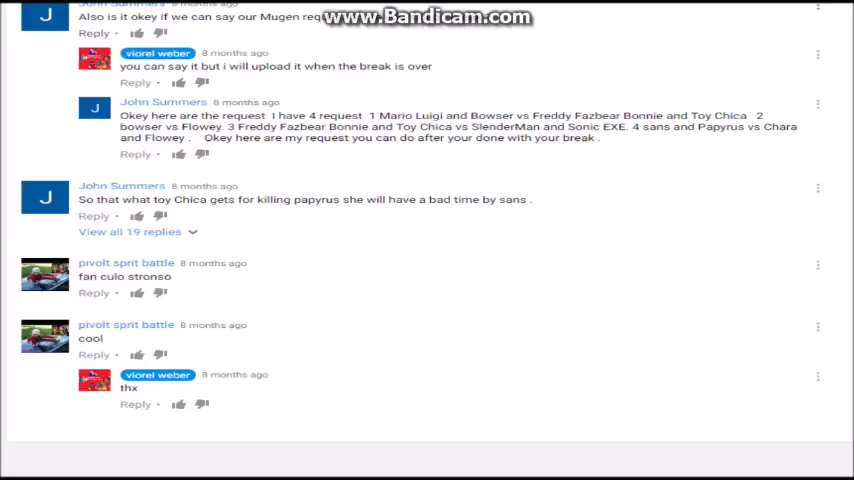 John Summers 8 months ago
www.Bandicam.com
Also is it okey if we can say our Mugen req
Reply
viorel weber 8 months ago
you can say it but i will upload it when the break is over
Reply
John Summers 8 months ago
Okey here are the request I have 4 request 1 Mario Luigi and Bowser vs Freddy Fazbear Bonnie and Toy Chica 2
bowser vs Flowey. 3 Freddy Fazbear Bonnie and Toy Chica vs SlenderMan and Sonic EXE. 4 sans and Papyrus vs Chara
and Flowey . Okey here are my request you can do after your done with your break .
Reply
John Summers 8 months ago
So that what toy Chica gets for killing papyrus she will have a bad time by sans .
Reply
View all 19 replies
pivolt sprit battle 8 months ago
fan culo stronso
Reply
pivolt sprit battle 8 months ago
cool
Reply
viorel weber 8 months ago
thx
Reply
J
J
J